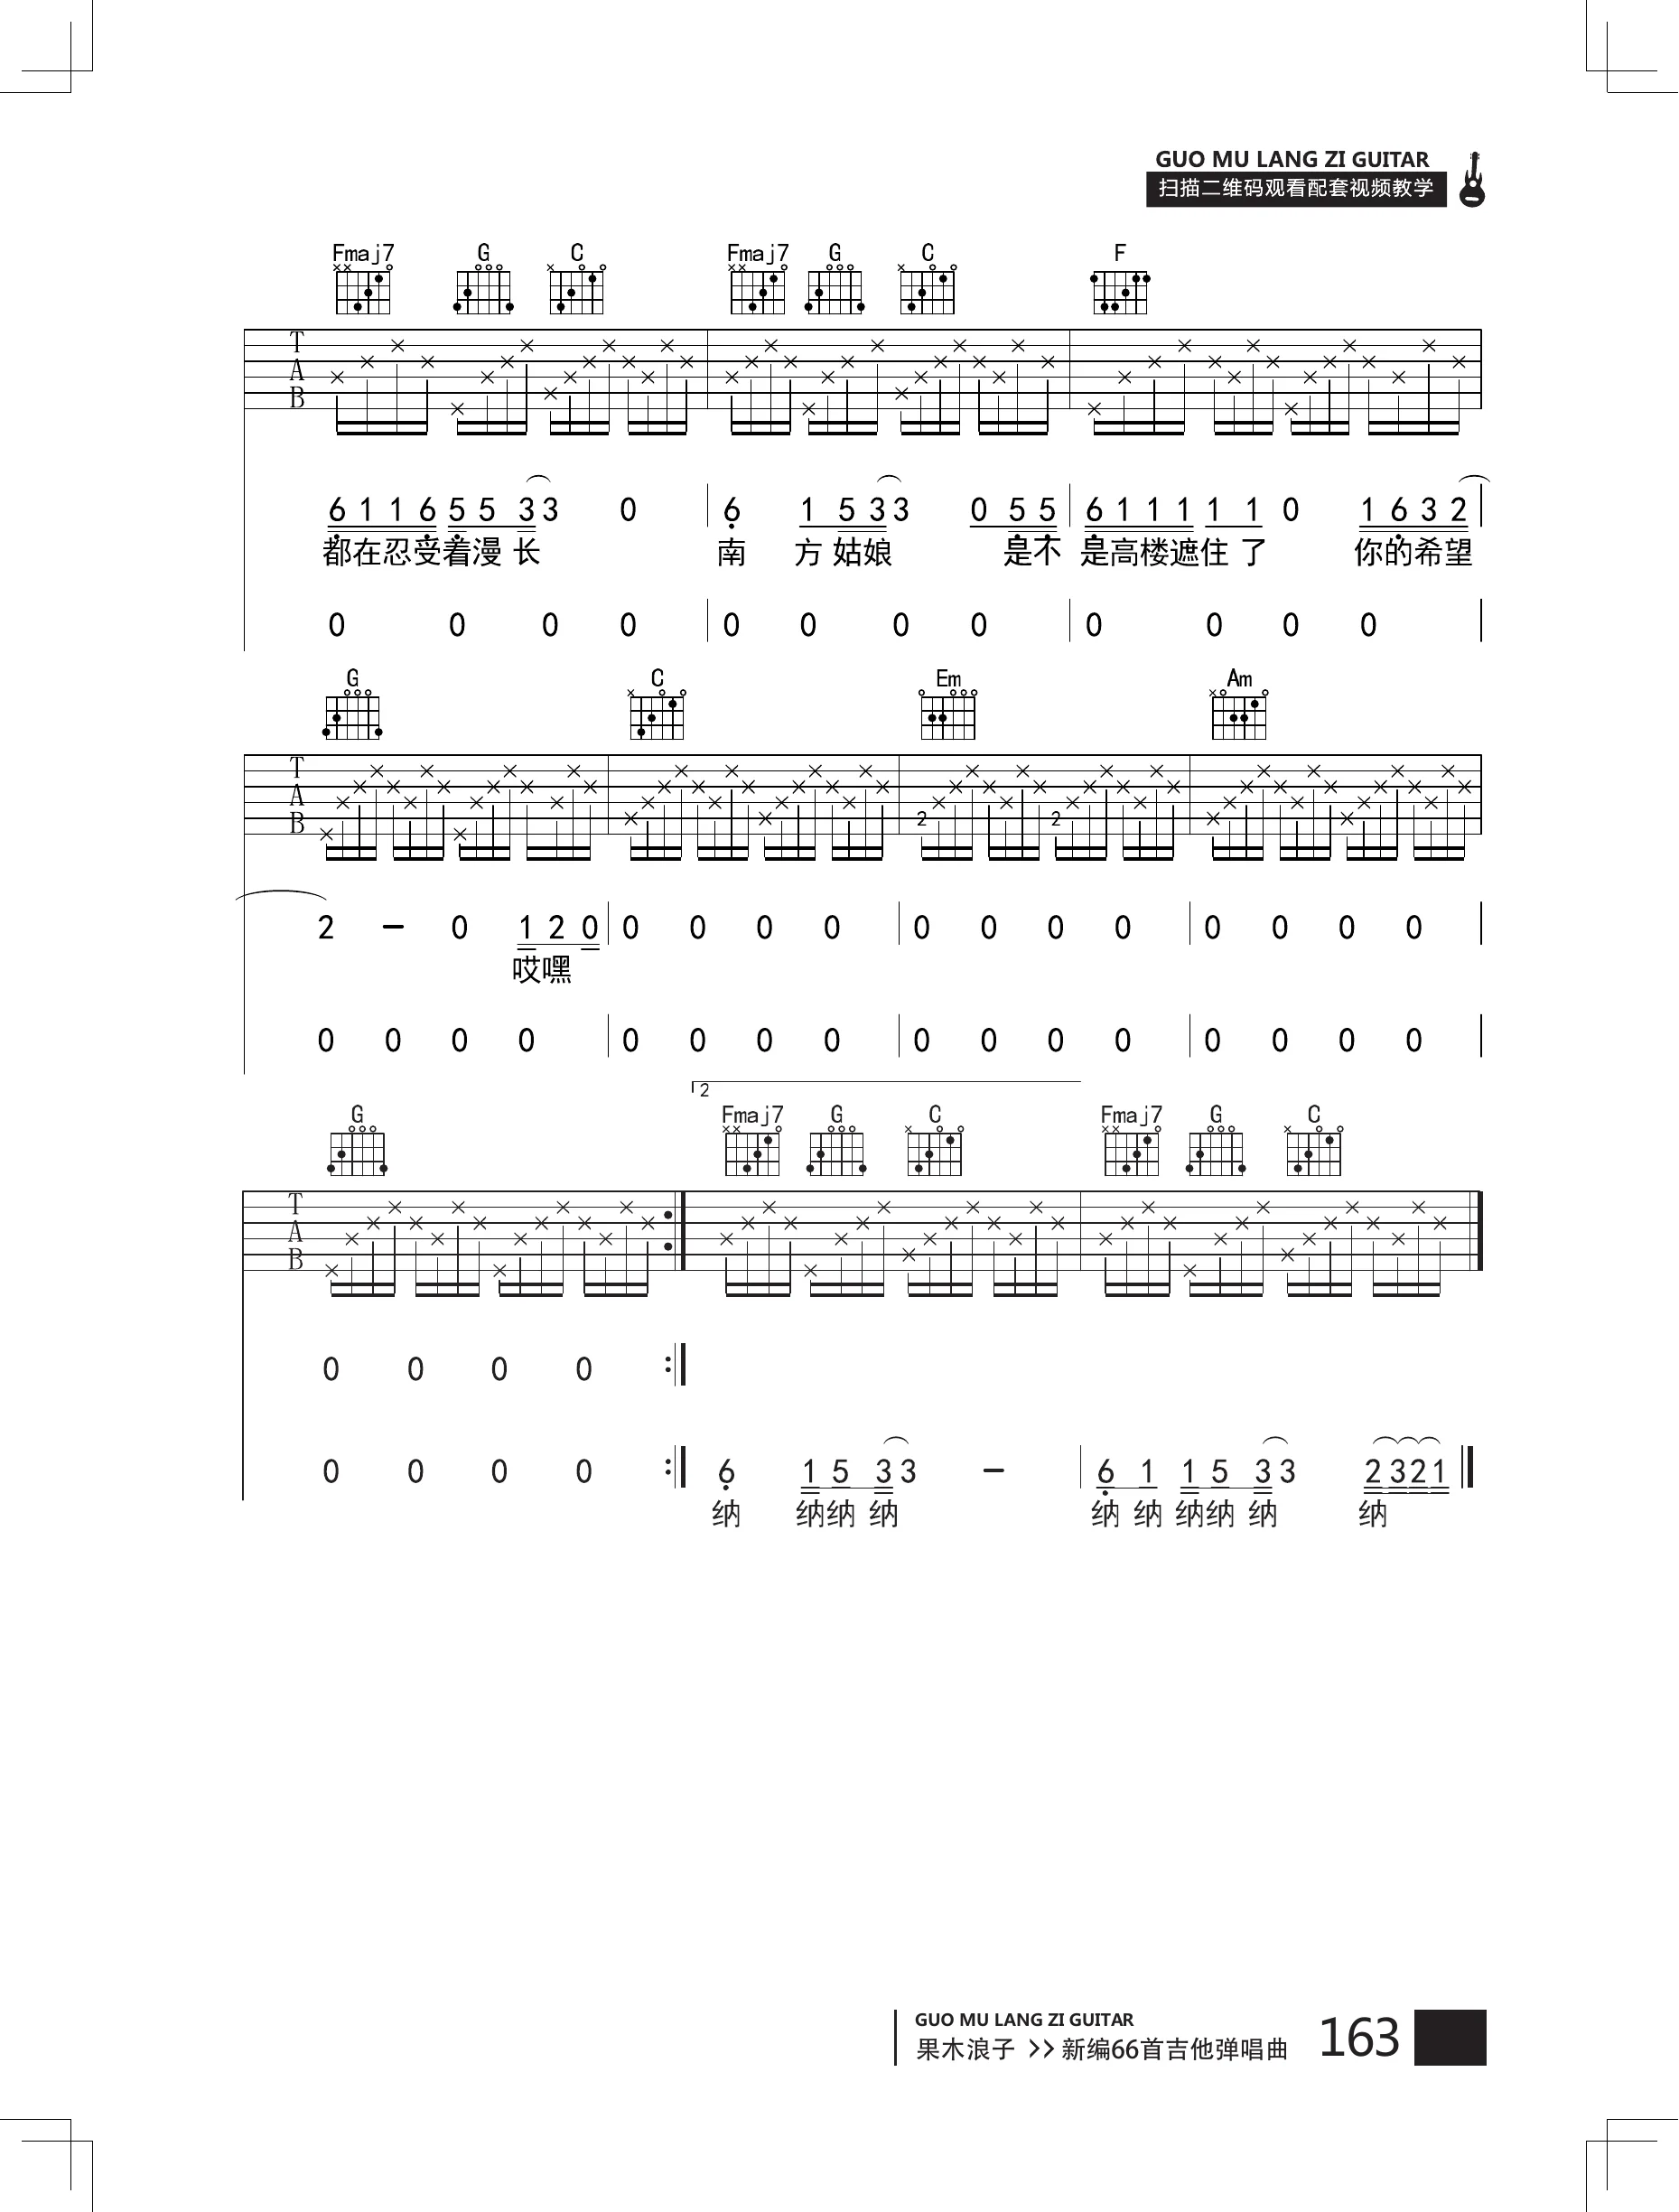 GUO MU LANG ZI GUITAR
扫描二维码观看配套视频教学
Fmaj7 G C Fmaj7 G C F
T
A
B
6 1 1 6 5 5 3 3 0 6 1 5 3 3 0 5 5 6 1 1 1 1 1 0 1 6 3 2
都在忍受着漫 长 南 方 姑 娘 是不 是高楼遮住 了 你的希望
0 0 0 0 0 0 0 0 0 0 0 0
G C Em Am
T
A
B
2 2
2 – 0 1 2 0 0 0 0 0 0 0 0 0 0 0 0 0
哎嘿
0 0 0 0 0 0 0 0 0 0 0 0 0 0 0 0
2
G Fmaj7 G C Fmaj7 G C
T
A
B
0 0 0 0
0 0 0 0 6 1 5 3 3 – 6 1 1 5 3 3 2 3 2 1
纳 纳纳 纳 纳 纳 纳纳 纳 纳
GUO MU LANG ZI GUITAR
果木浪子 >> 新编66首吉他弹唱曲 163